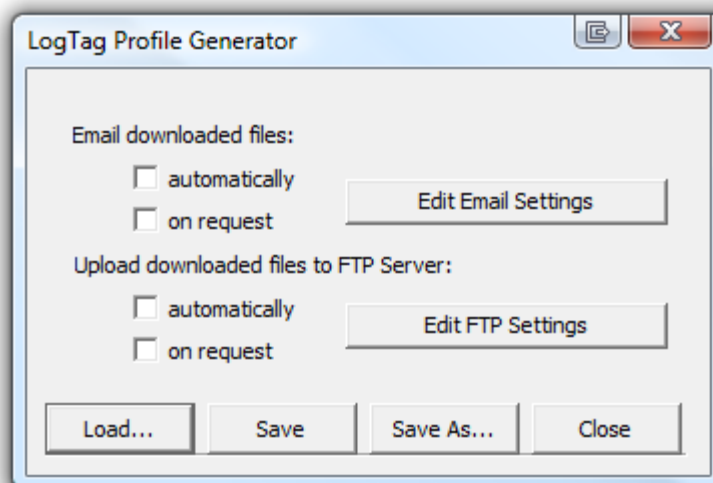 LogTag Profile Generator
Email downloaded files:
automatically
Edit Email Settings
on request
Upload downloaded files to FTP Server:
automatically
Edit FTP Settings
on request
Load... Save Save As... Close